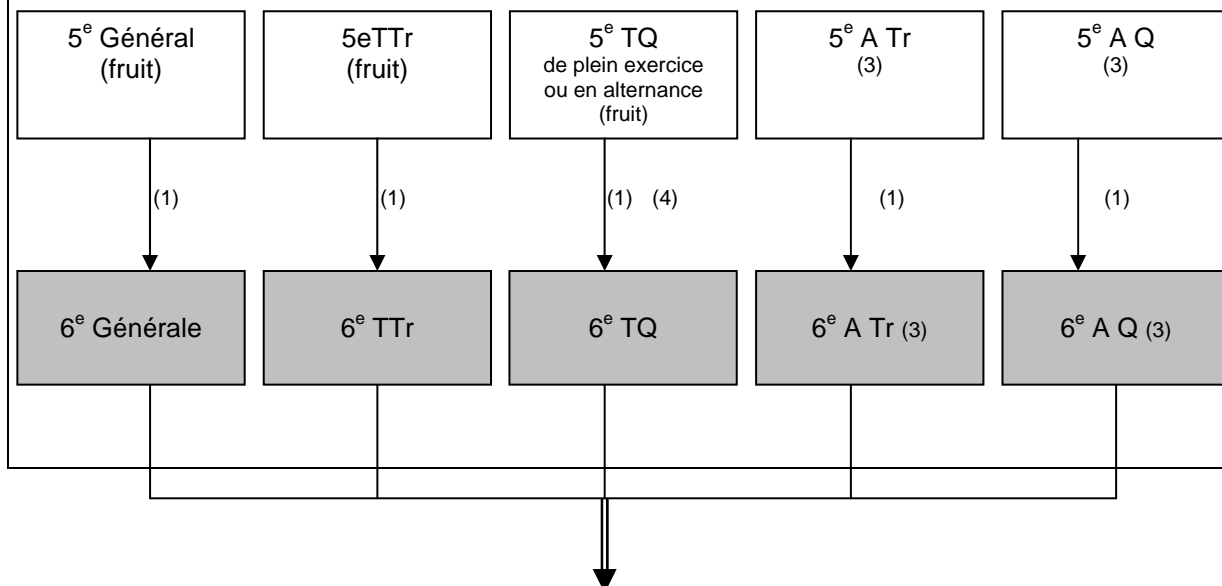 5e Général
(fruit)
5eTTr
(fruit)
5e TQ
de plein exercice
ou en alternance
(fruit)
5e A Tr
(3)
5e A Q
(3)
(1)
(1)
(1) (4)
(1)
(1)
6e Générale
6e TTr
6e TQ
6e A Tr (3)
6e A Q (3)